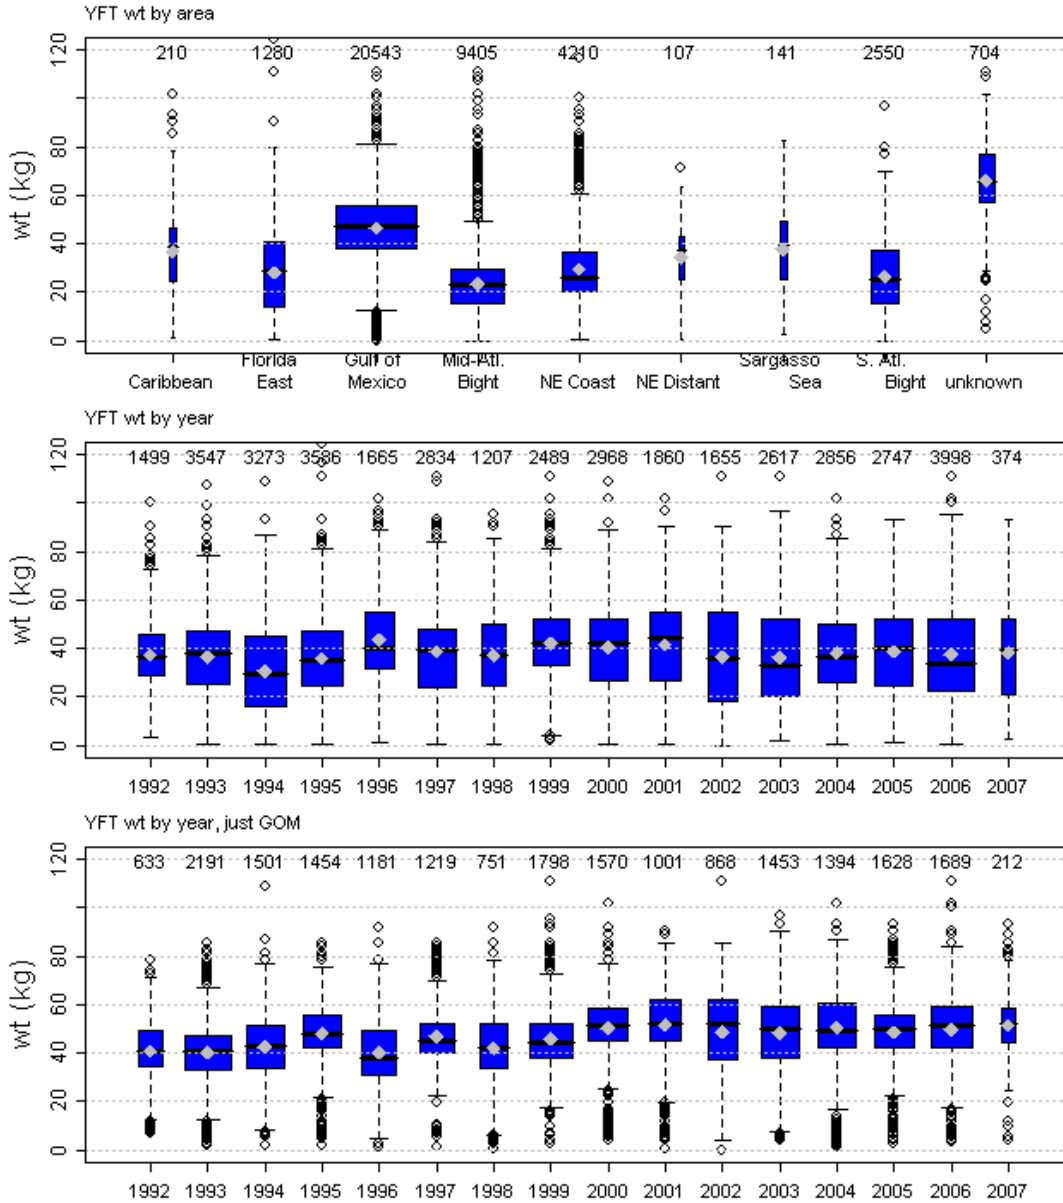 YFT wt by area
210 1280 20543 9405 4210 107 141 2550 704
120
80
60
40
20
0
wt (kg)
Florida Gulf of Mid-Atl. Sargasso S. Atl.
Caribbean East Mexico Bight NE Coast NE Distant Sea Bight unknown
YFT wt by year
1499 3547 3273 3586 1665 2834 1207 2489 2968 1860 1655 2617 2856 2747 3998 374
120
80
60
40
20
0
wt (kg)
1992 1993 1994 1995 1996 1997 1998 1999 2000 2001 2002 2003 2004 2005 2006 2007
YFT wt by year, just GOM
633 2191 1501 1454 1181 1219 751 1798 1570 1001 868 1453 1394 1628 1689 212
120
80
60
40
20
0
wt (kg)
1992 1993 1994 1995 1996 1997 1998 1999 2000 2001 2002 2003 2004 2005 2006 2007